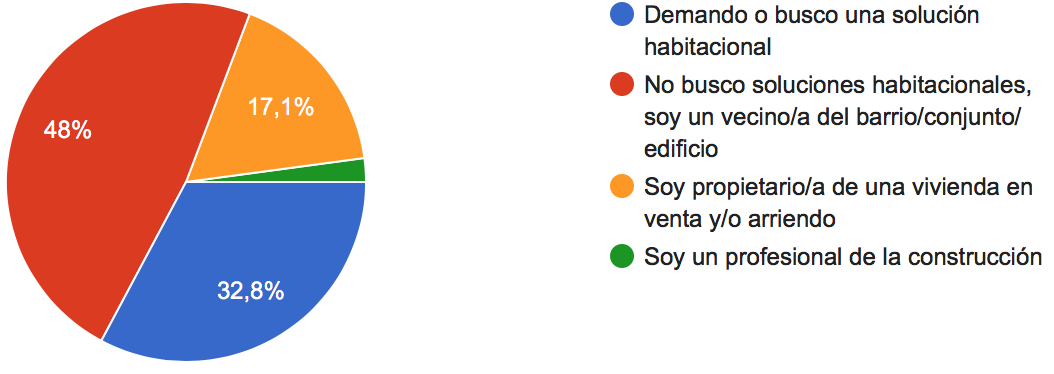 48%
17,1%
32,8%
Demando o busco una solución
habitacional
No busco soluciones habitacionales,
soy un vecino/a del barrio/conjunto/
edificio
Soy propietario/a de una vivienda en
venta y/o arriendo
Soy un profesional de la construcción